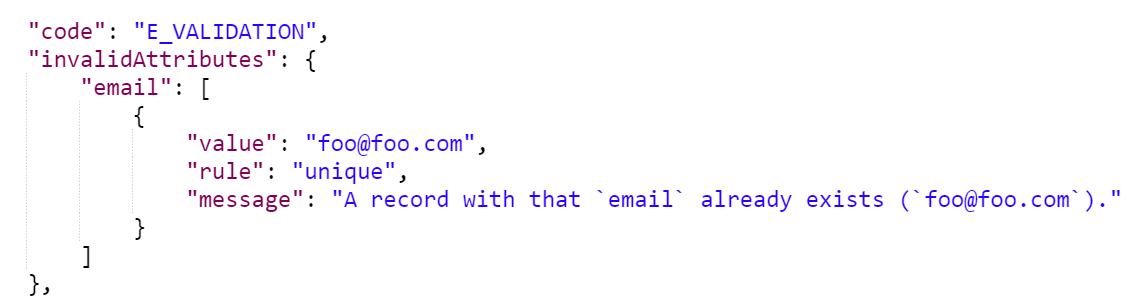 "code": "E_VALIDATION",
"invalidAttributes": {
    "email": [
        {
            "value": "foo@foo.com",
            "rule": "unique",
            "message": "A record with that `email` already exists (`foo@foo.com`)."
        }
    ]
},